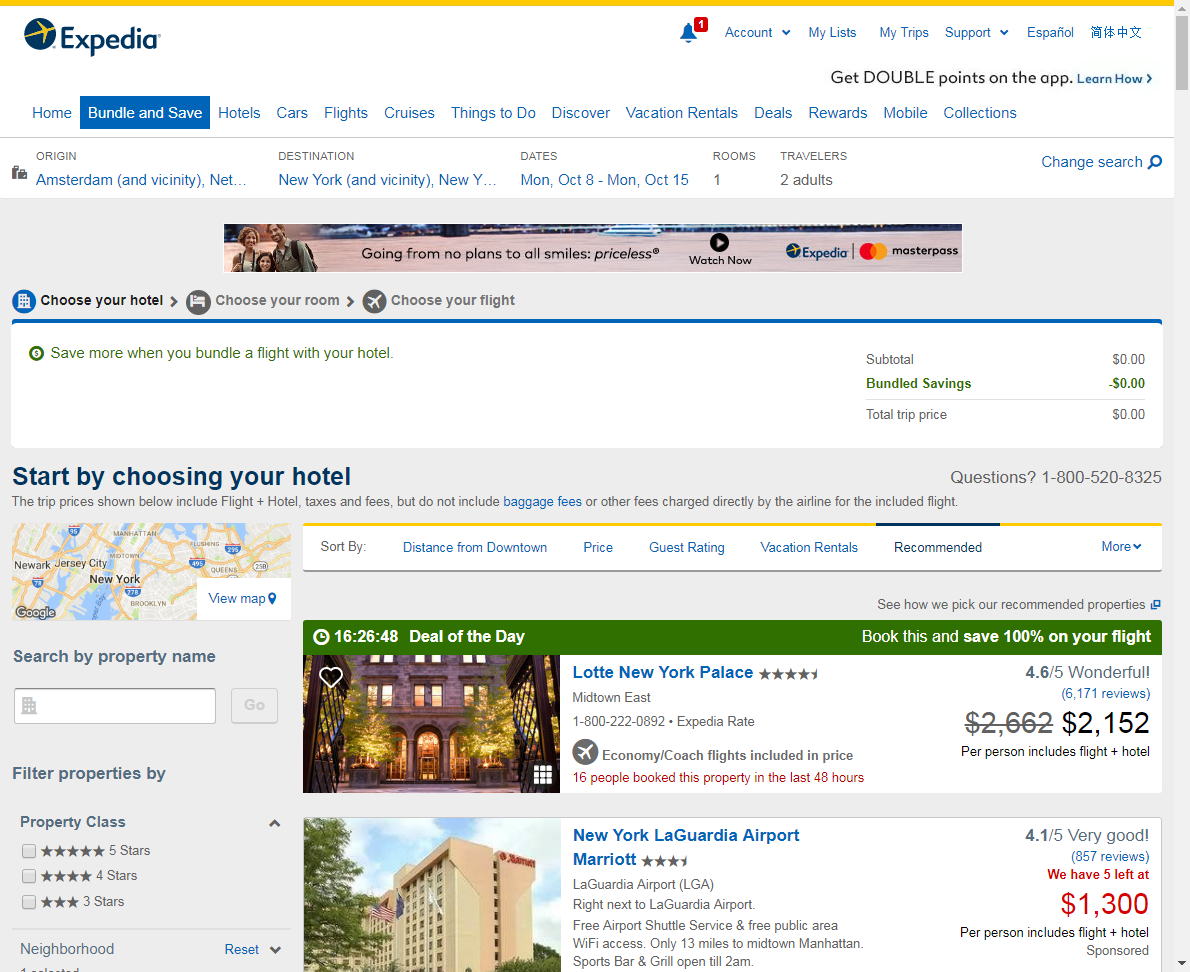 Expedia
1
Account
My Lists
My Trips
Support
Español
简体中文
Get DOUBLE points on the app. Learn How
Home
Bundle and Save
Hotels
Cars
Flights
Cruises
Things to Do
Discover
Vacation Rentals
Deals
Rewards
Mobile
Collections
ORIGIN
Amsterdam (and vicinity), Net...
DESTINATION
New York (and vicinity), New Y...
DATES
Mon, Oct 8 - Mon, Oct 15
ROOMS
1
TRAVELERS
2 adults
Change search
Going from no plans to all smiles: priceless®
Watch Now
Expedia
masterpass
Choose your hotel
Choose your room
Choose your flight
Save more when you bundle a flight with your hotel.
Subtotal $0.00
Bundled Savings -$0.00
Total trip price $0.00
Start by choosing your hotel
Questions? 1-800-520-8325
The trip prices shown below include Flight + Hotel, taxes and fees, but do not include baggage fees or other fees charged directly by the airline for the included flight.
MANHATTAN
FLUSHING
95
295
MIDTOWN
Newark
Jersey City
495
QUEENS
25B
New York
78
278
BROOKLYN
Google
View map
Search by property name
Go
Filter properties by
Property Class
5 Stars
4 Stars
3 Stars
Neighborhood
Reset
1 selected
Sort By:
Distance from Downtown
Price
Guest Rating
Vacation Rentals
Recommended
More
See how we pick our recommended properties
16:26:48 Deal of the Day
Book this and save 100% on your flight
Lotte New York Palace
Midtown East
1-800-222-0892 • Expedia Rate
Economy/Coach flights included in price
16 people booked this property in the last 48 hours
4.6/5 Wonderful!
(6,171 reviews)
$2,662 $2,152
Per person includes flight + hotel
Marriott
New York LaGuardia Airport
Marriott
LaGuardia Airport (LGA)
Right next to LaGuardia Airport.
Free Airport Shuttle Service & free public area
WiFi access. Only 13 miles to midtown Manhattan.
Sports Bar & Grill open till 2am.
4.1/5 Very good!
(857 reviews)
We have 5 left at
$1,300
Per person includes flight + hotel
Sponsored